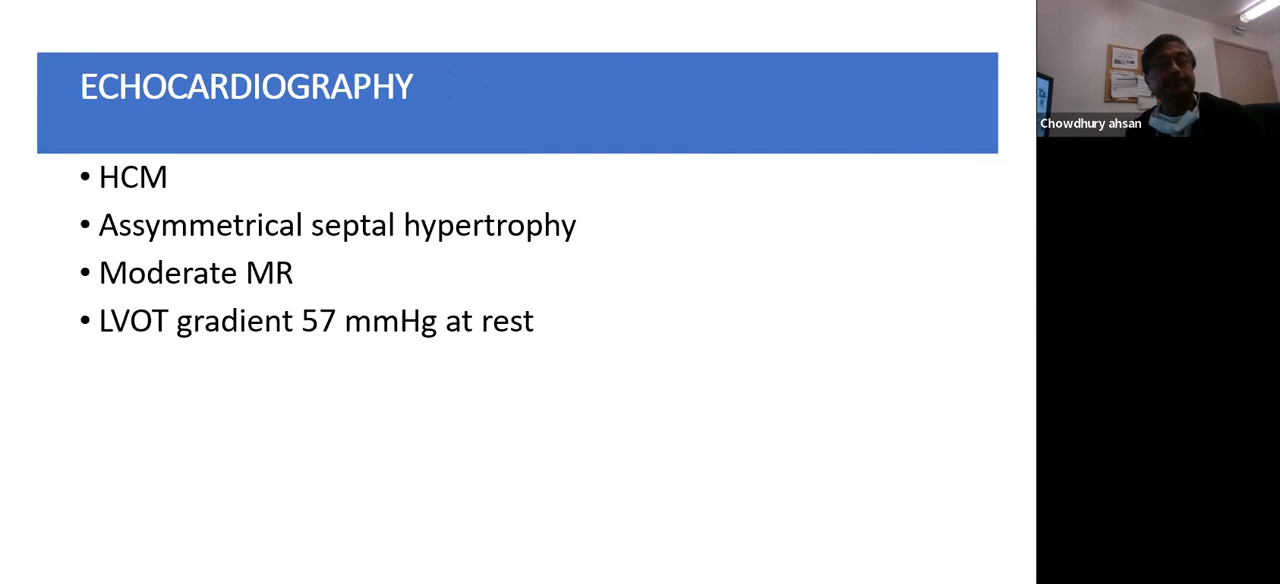 ECHOCARDIOGRAPHY
• HCM
• Assymmetrical septal hypertrophy
• Moderate MR
• LVOT gradient 57 mmHg at rest
Chowdhury ahsan